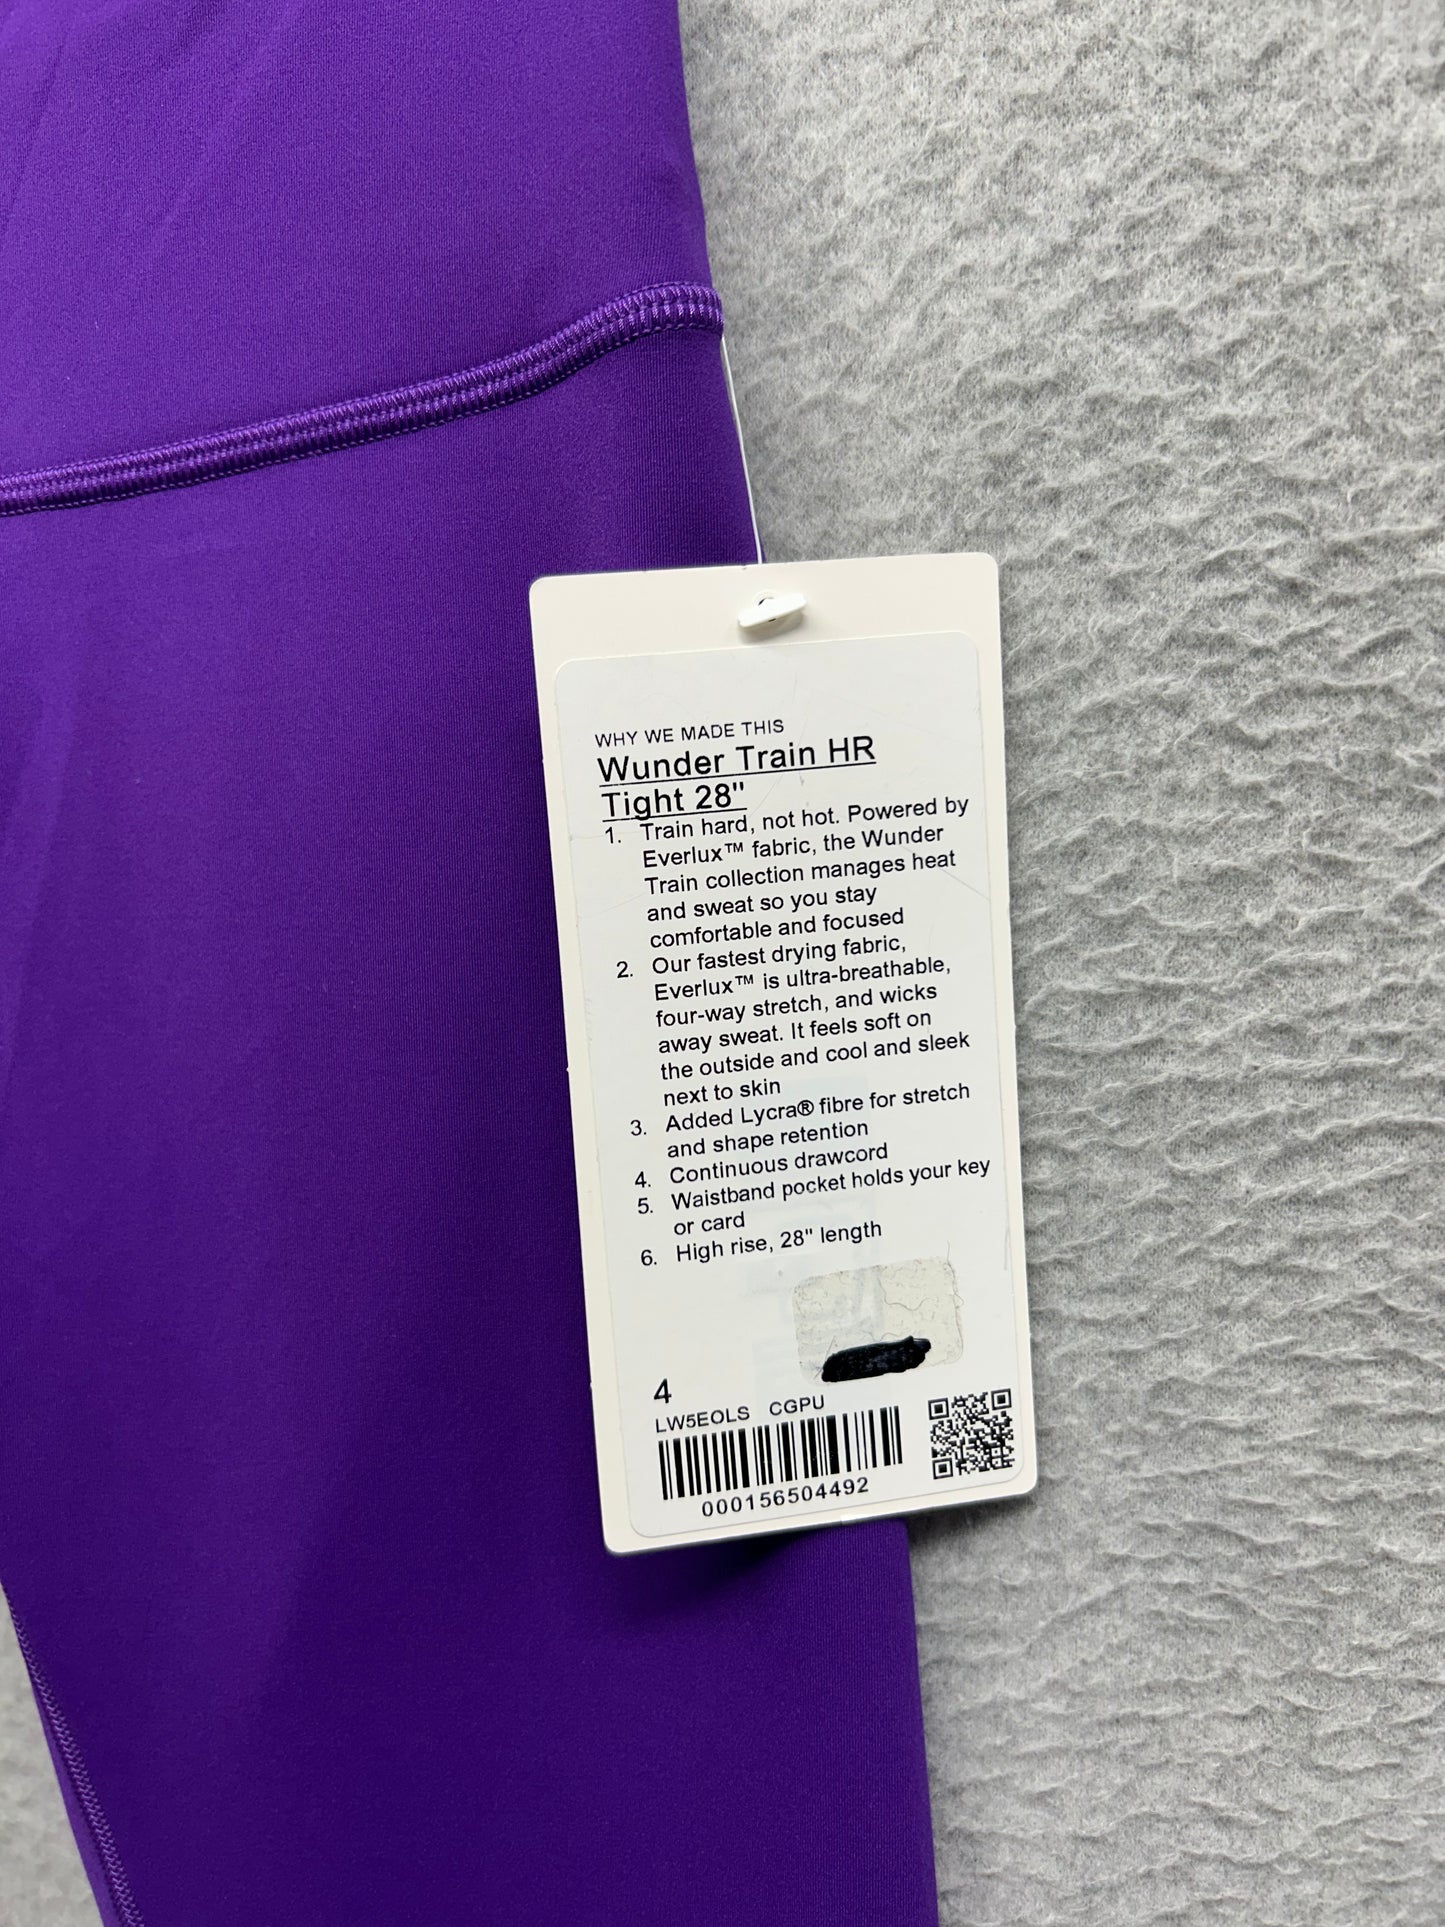 WHY WE MADE THIS
Wunder Train HR
Tight 28"
1. Train hard, not hot. Powered by
Everlux™ fabric, the Wunder
Train collection manages heat
and sweat so you stay
comfortable and focused
2. Our fastest drying fabric,
Everlux™ is ultra-breathable,
four-way stretch, and wicks
away sweat. It feels soft on
the outside and cool and sleek
next to skin
3. Added Lycra® fibre for stretch
and shape retention
4. Continuous drawcord
5. Waistband pocket holds your key
or card
6. High rise, 28" length
4
LW5EOLS CGPU
000156504492